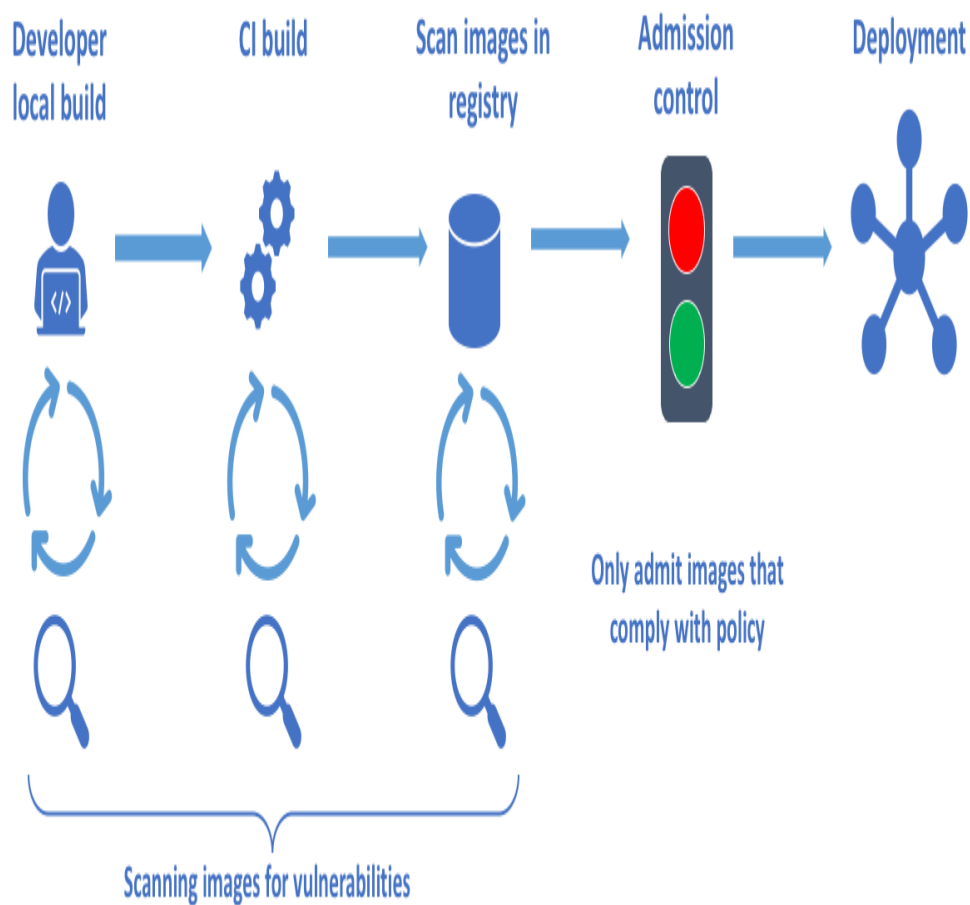 Developer
local build
CI build
Scan images in
registry
Admission
control
Deployment
</>
Only admit images that
comply with policy
Scanning images for vulnerabilities